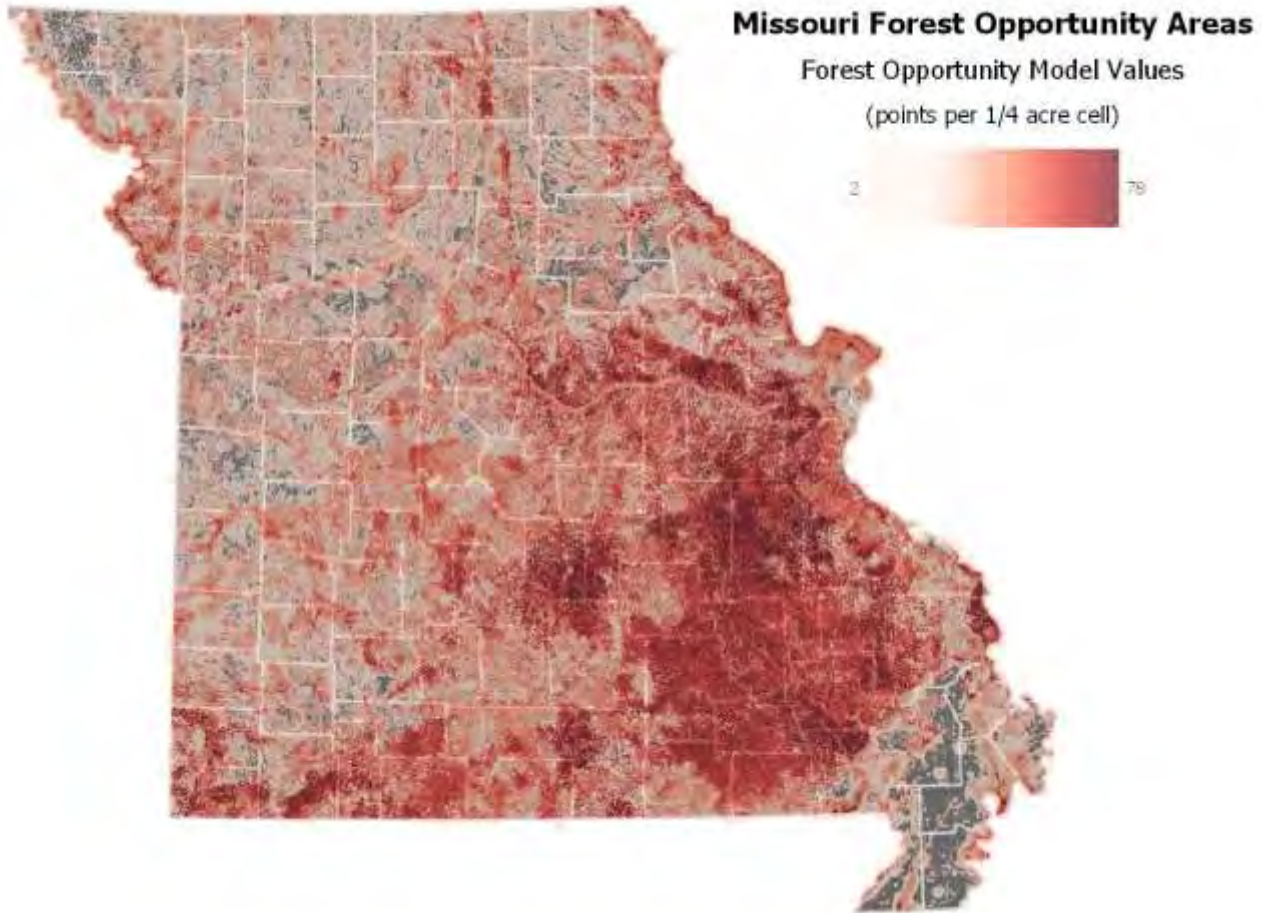 Missouri Forest Opportunity Areas
Forest Opportunity Model Values
(points per 1/4 acre cell)
2
78